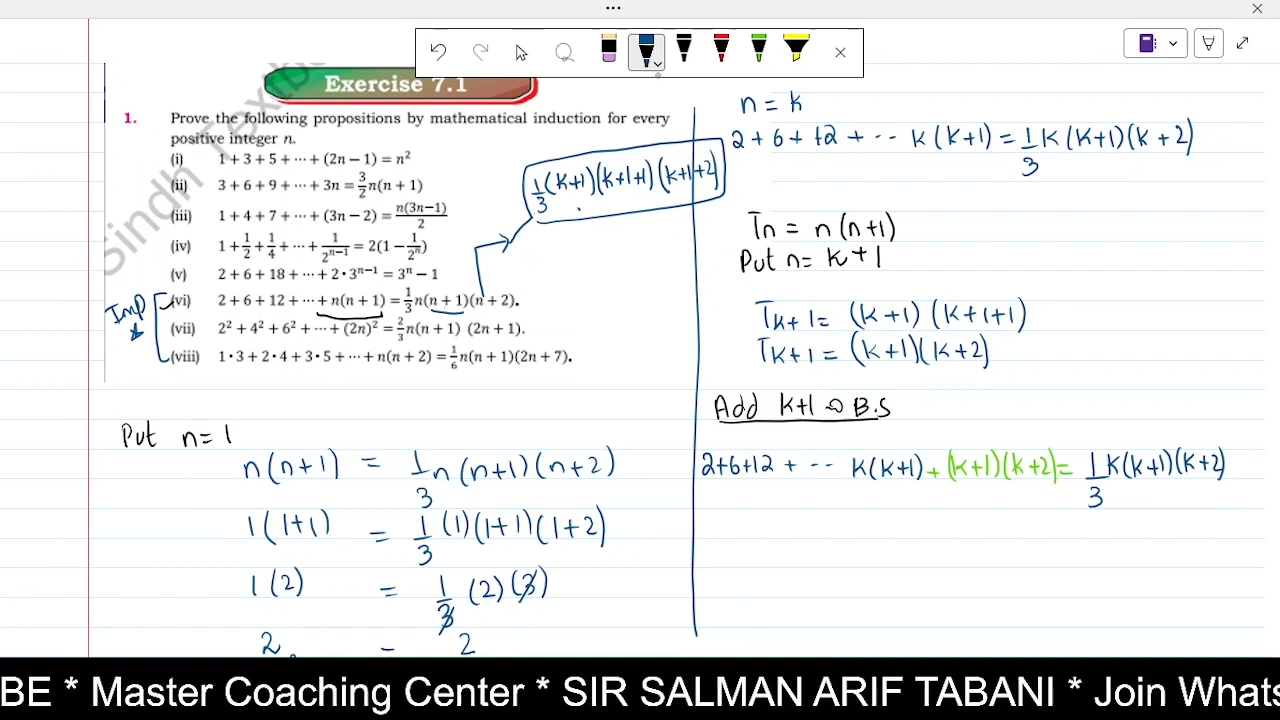 Exercise 7.1
1. Prove the following propositions by mathematical induction for every
positive integer n.
(i) 1 + 3 + 5 + ⋯ + (2n − 1) = n²
(ii) 3 + 6 + 9 + ⋯ + 3n = 3/2 n(n + 1)
(iii) 1 + 4 + 7 + ⋯ + (3n − 2) = n(3n−1)/2
(iv) 1 + 1/2 + 1/4 + ⋯ + 1/2ⁿ⁻¹ = 2(1 − 1/2ⁿ)
(v) 2 + 6 + 18 + ⋯ + 2 • 3ⁿ⁻¹ = 3ⁿ − 1
(vi) 2 + 6 + 12 + ⋯ + n(n + 1) = 1/3 n(n + 1)(n + 2).
(vii) 2² + 4² + 6² + ⋯ + (2n)² = 2/3 n(n + 1) (2n + 1).
(viii) 1 • 3 + 2 • 4 + 3 • 5 + ⋯ + n(n + 2) = 1/6 n(n + 1)(2n + 7).
Imp
Sindh Textb
1/3 (K+1)(K+1+1)(K+1+2)
Put n=1
n(n+1) = 1/3 n(n+1)(n+2)
1(1+1) = 1/3 (1)(1+1)(1+2)
1(2) = 1/3 (2)(3)
2 = 2
n = K
2+6+12+ ⋯ K(K+1) = 1/3 K(K+1)(K+2)
Tn = n(n+1)
Put n= K+1
TK+1 = (K+1)(K+1+1)
TK+1 = (K+1)(K+2)
Add K+1 on B.S
2+6+12 + ⋯ K(K+1) + (K+1)(K+2) = 1/3 K(K+1)(K+2)
BE * Master Coaching Center * SIR SALMAN ARIF TABANI * Join Whats